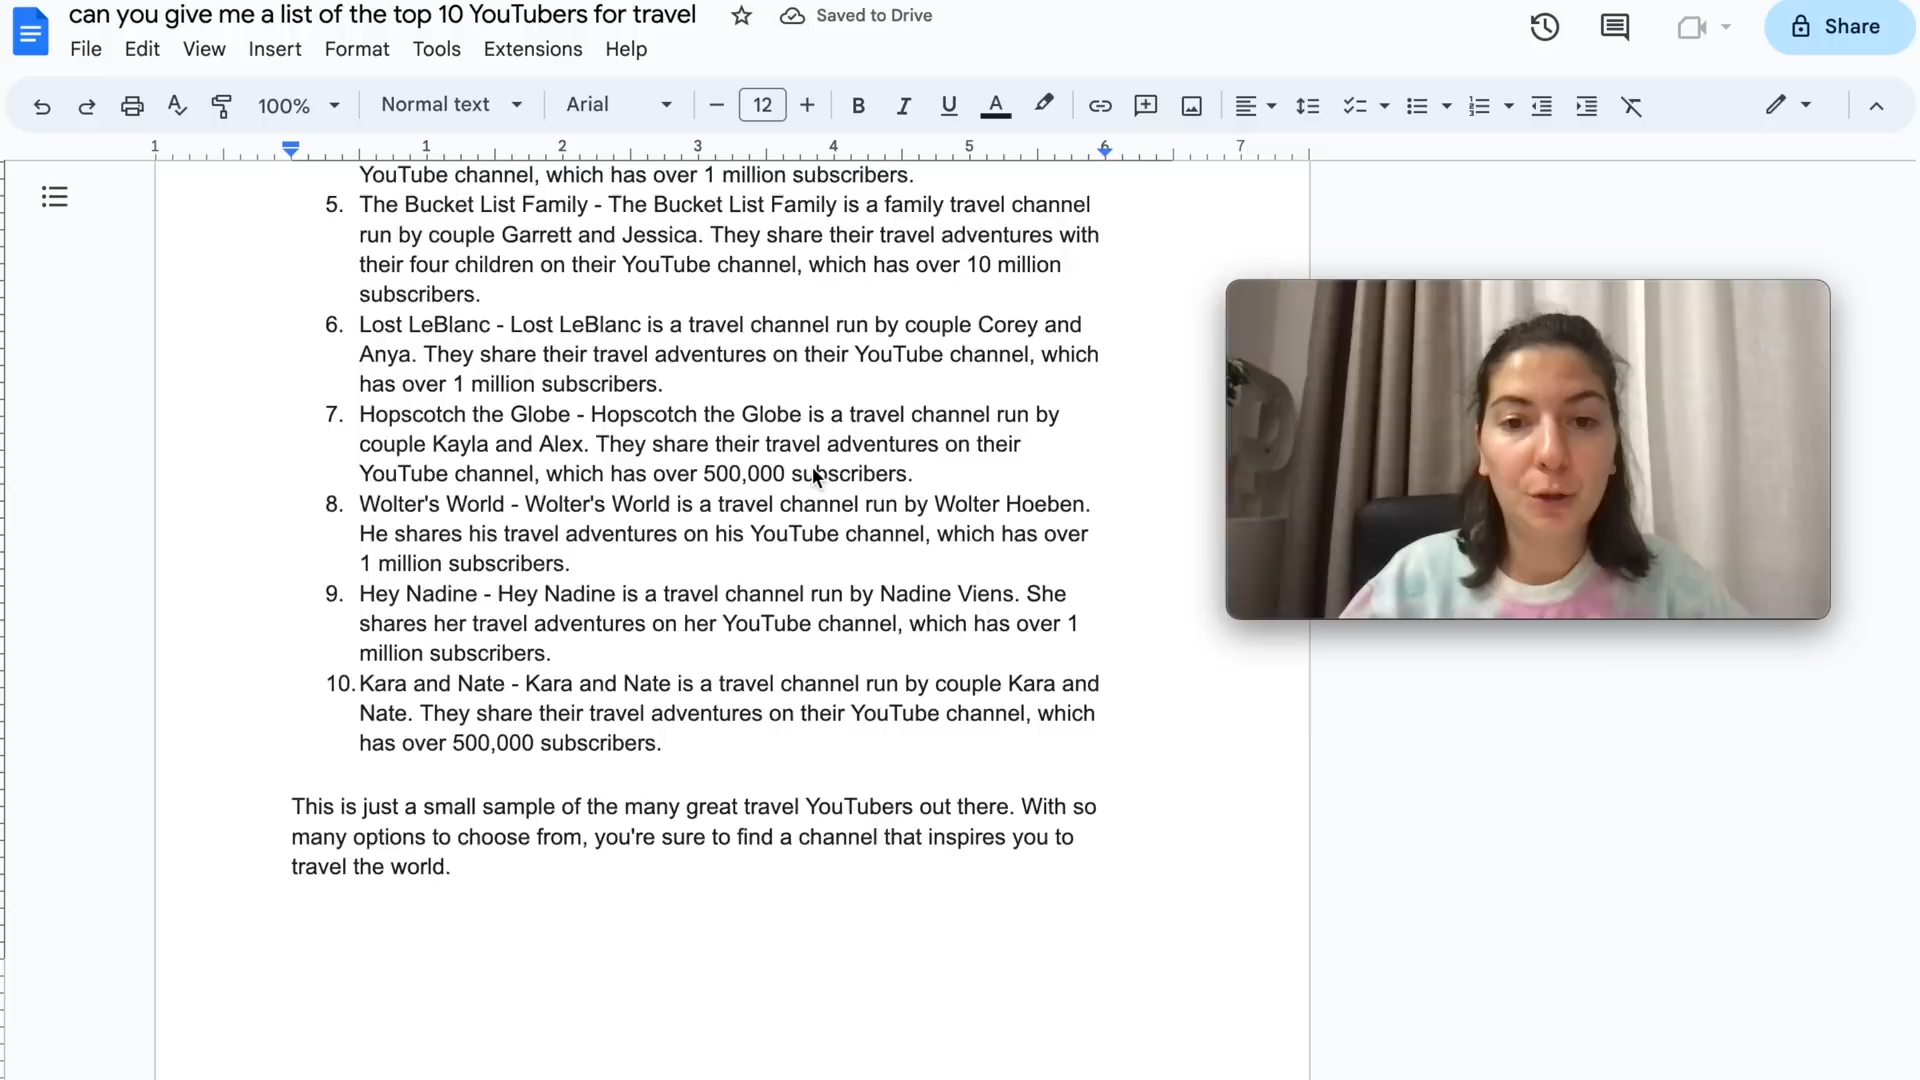 can you give me a list of the top 10 YouTubers for travel
Saved to Drive
Share
File Edit View Insert Format Tools Extensions Help
100% Normal text Arial 12
1 1 2 3 4 5 6 7
YouTube channel, which has over 1 million subscribers.
5. The Bucket List Family - The Bucket List Family is a family travel channel
run by couple Garrett and Jessica. They share their travel adventures with
their four children on their YouTube channel, which has over 10 million
subscribers.
6. Lost LeBlanc - Lost LeBlanc is a travel channel run by couple Corey and
Anya. They share their travel adventures on their YouTube channel, which
has over 1 million subscribers.
7. Hopscotch the Globe - Hopscotch the Globe is a travel channel run by
couple Kayla and Alex. They share their travel adventures on their
YouTube channel, which has over 500,000 subscribers.
8. Wolter's World - Wolter's World is a travel channel run by Wolter Hoeben.
He shares his travel adventures on his YouTube channel, which has over
1 million subscribers.
9. Hey Nadine - Hey Nadine is a travel channel run by Nadine Viens. She
shares her travel adventures on her YouTube channel, which has over 1
million subscribers.
10. Kara and Nate - Kara and Nate is a travel channel run by couple Kara and
Nate. They share their travel adventures on their YouTube channel, which
has over 500,000 subscribers.
This is just a small sample of the many great travel YouTubers out there. With so
many options to choose from, you're sure to find a channel that inspires you to
travel the world.